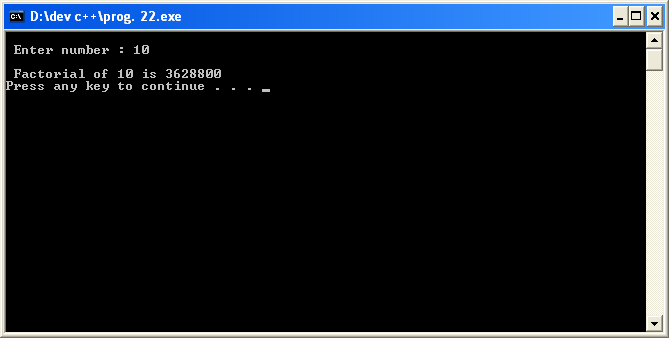 D:\dev c++\prog. 22.exe
Enter number : 10
Factorial of 10 is 3628800
Press any key to continue . . . _